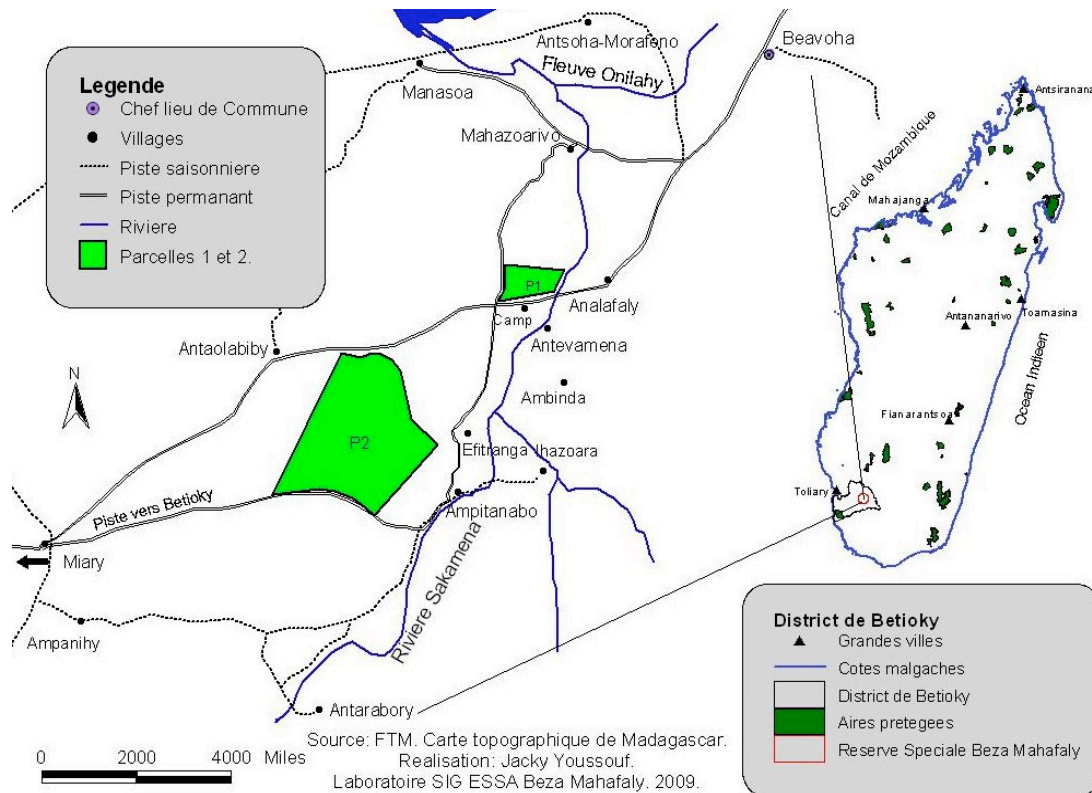 Legende
Chef lieu de Commune
Villages
Piste saisonniere
Piste permanant
Riviere
Parcelles 1 et 2.
Antsoha-Morafeno
Beavoha
Fleuve Onilahy
Manasoa
Mahazoarivo
P1
Analafaly
Camp
Antevamena
Antaolabiby
Ambinda
N
P2
Efitranga
Ihazoara
Piste vers Betioky
Ampitanabo
Miary
Riviere Sakamena
Ampanihy
Antarabory
0 2000 4000 Miles
Source: FTM. Carte topographique de Madagascar.
Realisation: Jacky Youssouf.
Laboratoire SIG ESSA Beza Mahafaly. 2009.
Antsiranana
Canal de Mozambique
Mahajanga
Toamasina
Antananarivo
Ocean Indieen
Fianarantsoa
Toliary
District de Betioky
Grandes villes
Cotes malgaches
District de Betioky
Aires pretegees
Reserve Speciale Beza Mahafaly